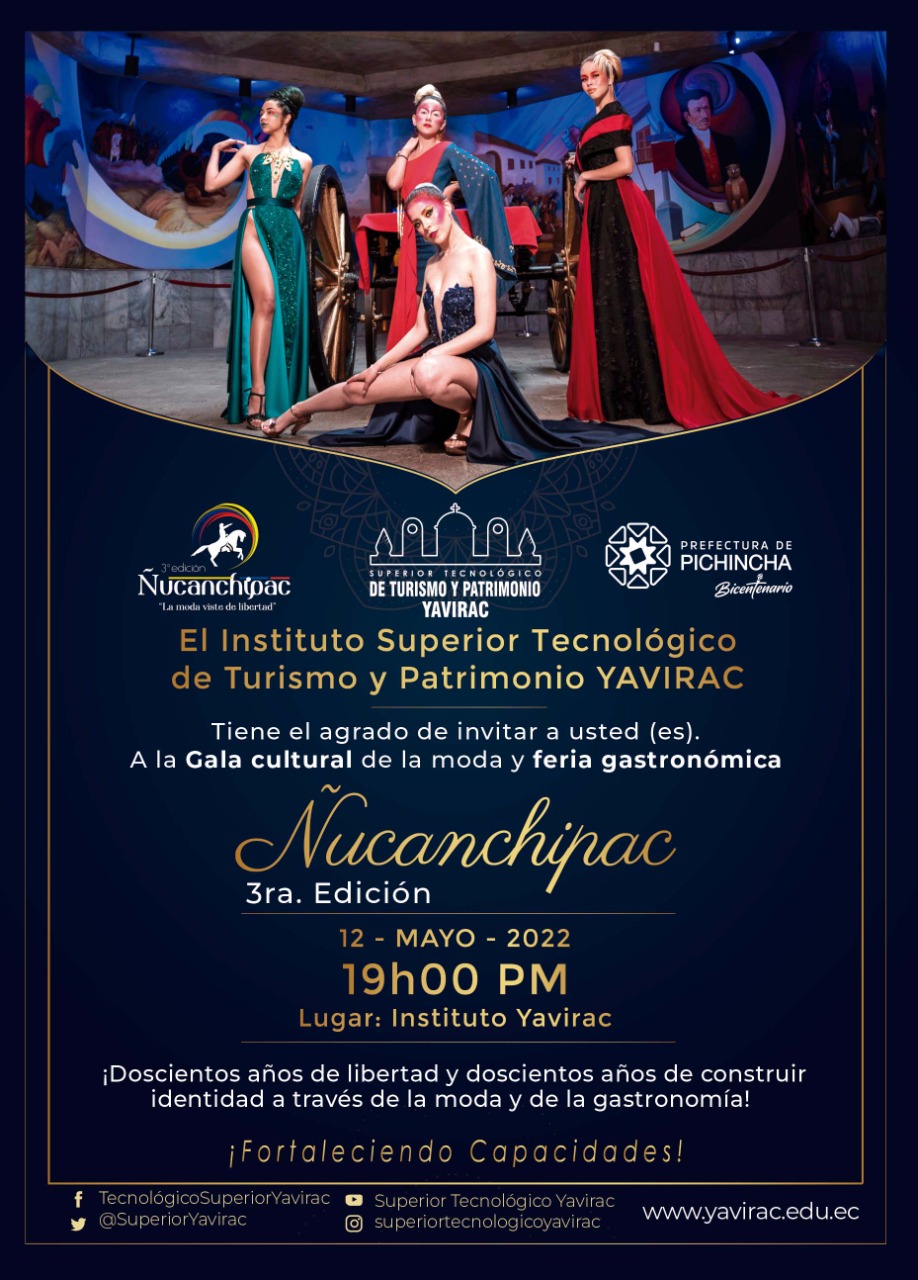 3ª edición
Ñucanchipac
"La moda viste de libertad"
SUPERIOR TECNOLÓGICO
DE TURISMO Y PATRIMONIO
YAVIRAC
PREFECTURA DE
PICHINCHA
Bicentenario
El Instituto Superior Tecnológico
de Turismo y Patrimonio YAVIRAC
Tiene el agrado de invitar a usted (es).
A la Gala cultural de la moda y feria gastronómica
Ñucanchipac
3ra. Edición
12 - MAYO - 2022
19h00 PM
Lugar: Instituto Yavirac
¡Doscientos años de libertad y doscientos años de construir
identidad a través de la moda y de la gastronomía!
¡Fortaleciendo Capacidades!
TecnológicoSuperiorYavirac
@SuperiorYavirac
Superior Tecnológico Yavirac
superiortecnologicoyavirac
www.yavirac.edu.ec